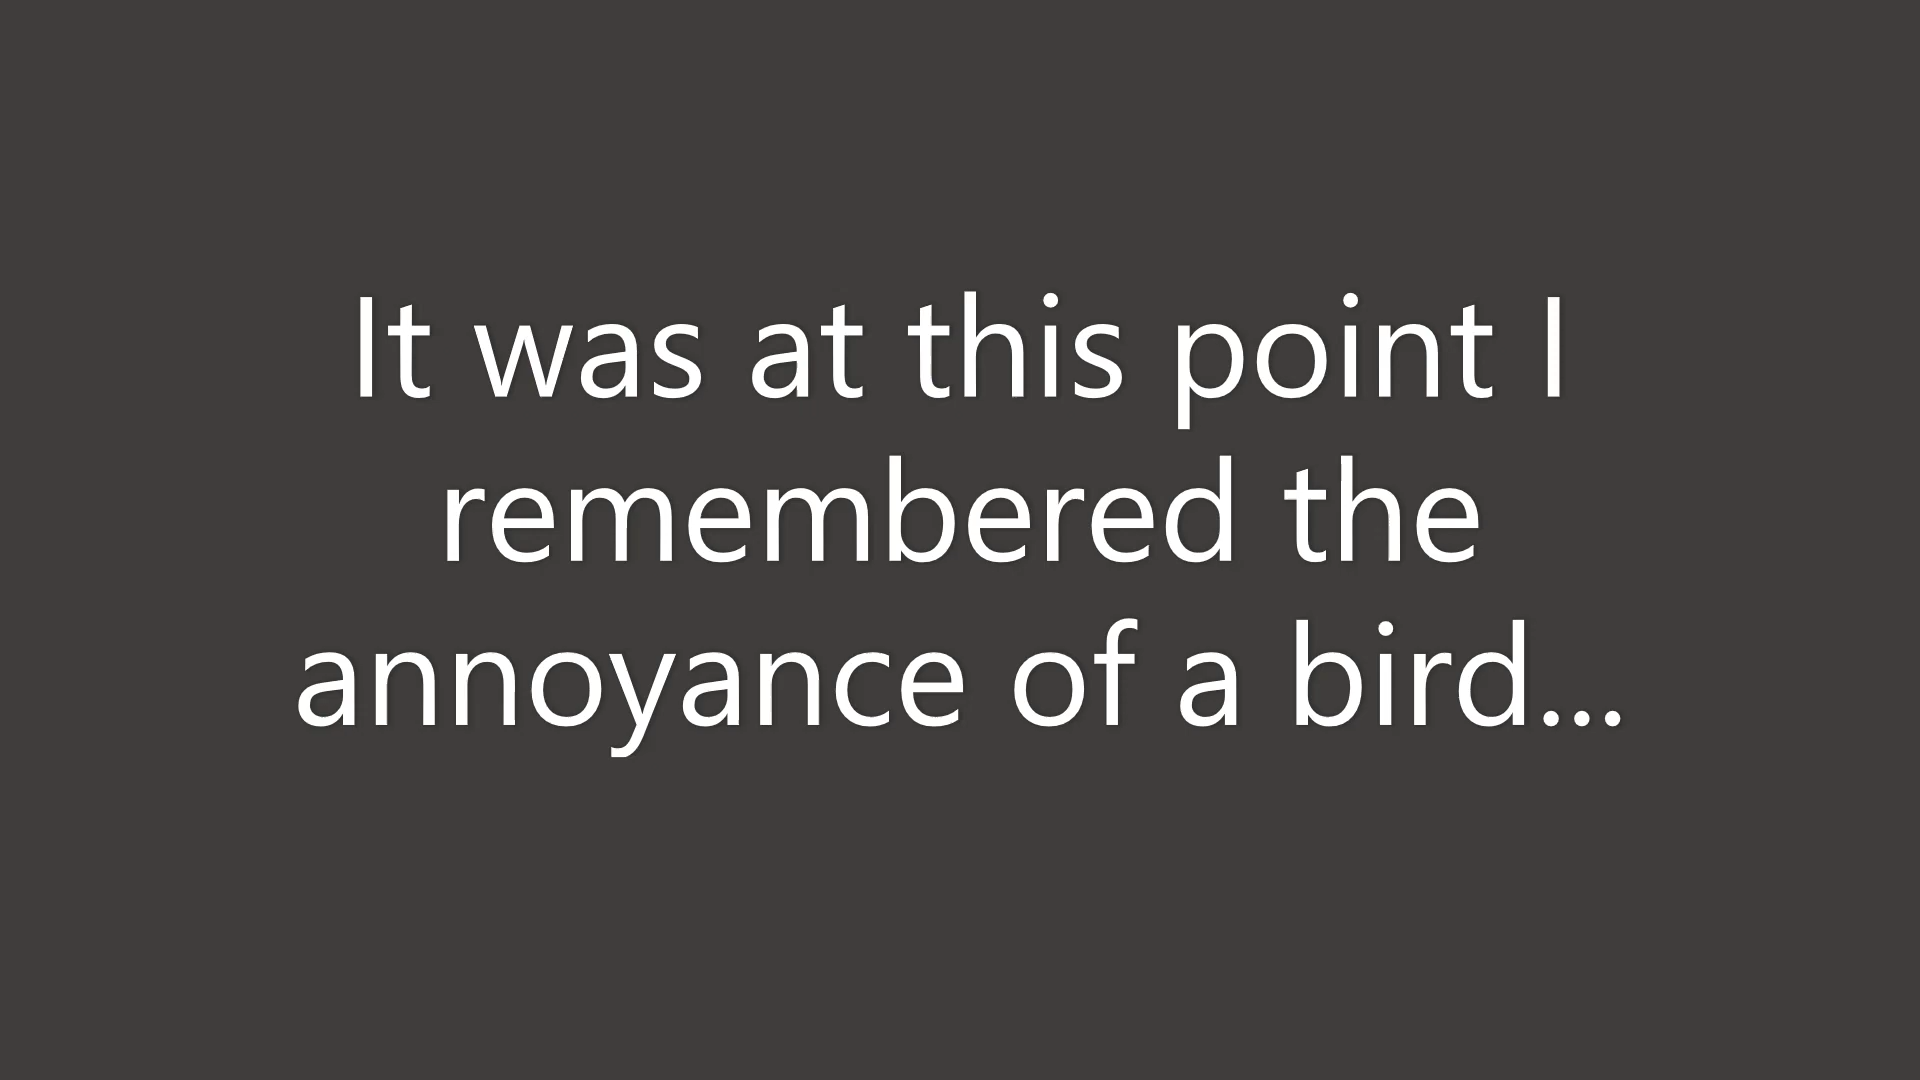 It was at this point I
remembered the
annoyance of a bird...